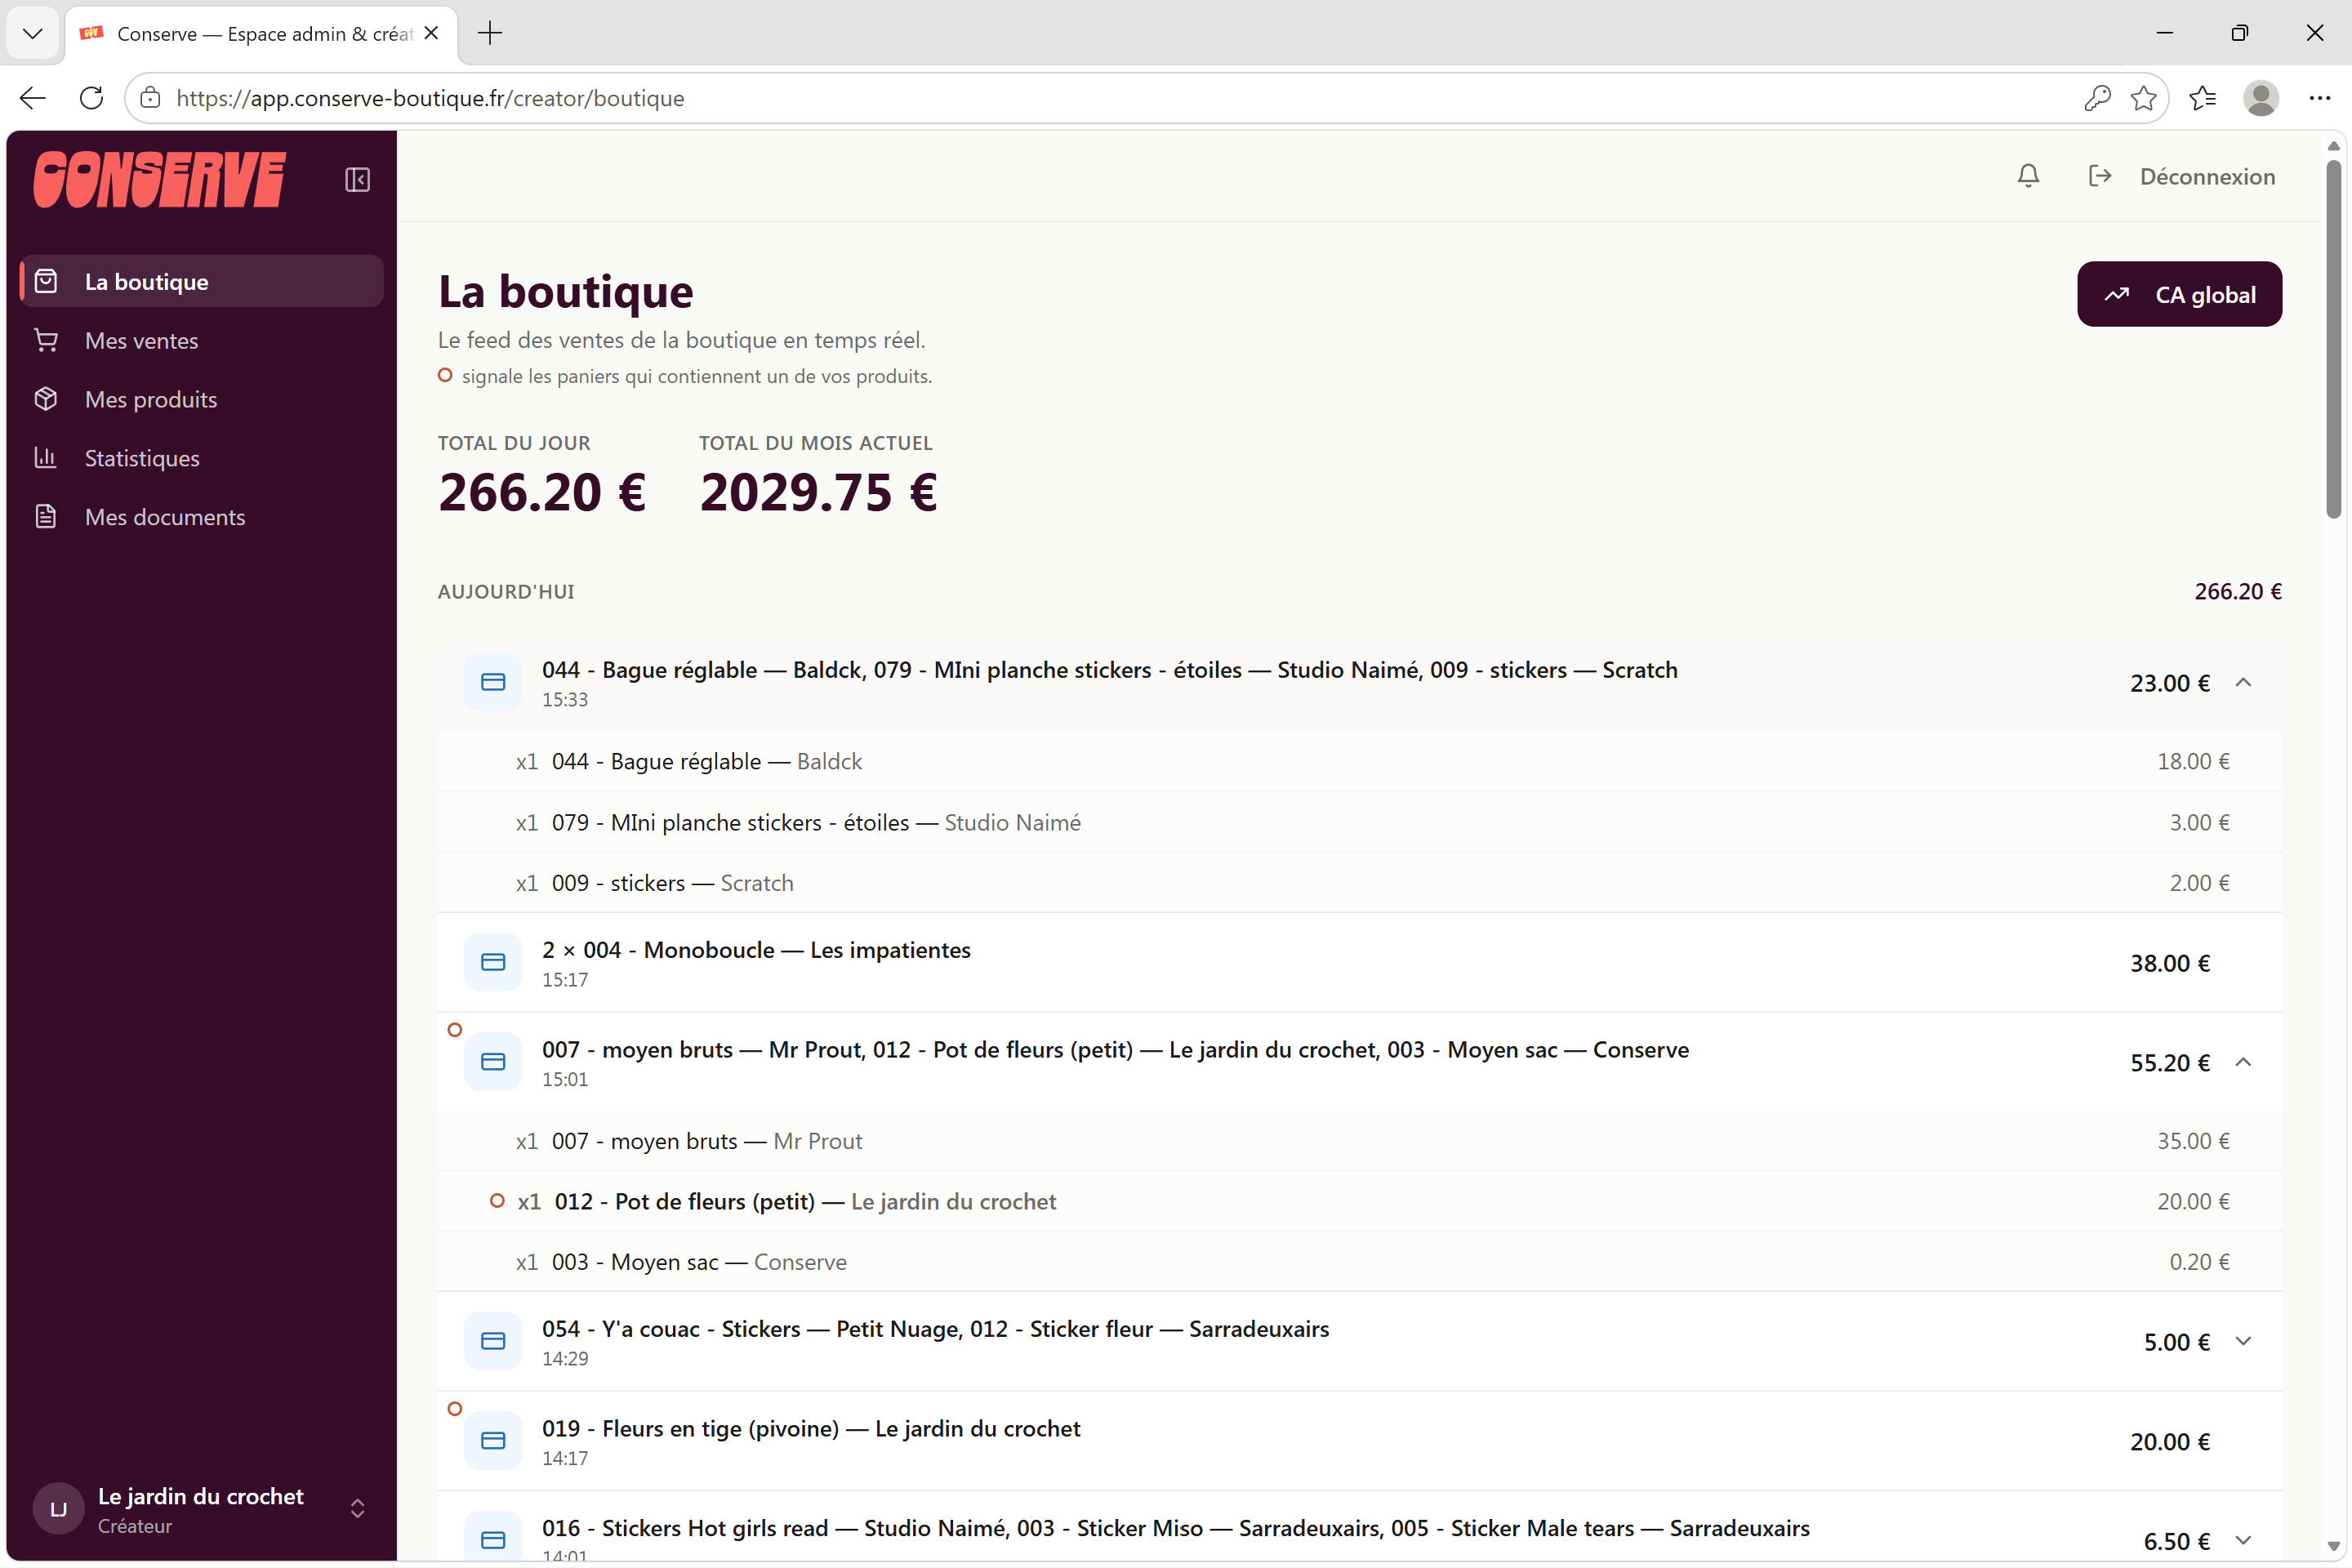 Conserve — Espace admin & créat
https://app.conserve-boutique.fr/creator/boutique
CONSERVE
La boutique
Mes ventes
Mes produits
Statistiques
Mes documents
LJ
Le jardin du crochet
Créateur
Déconnexion
La boutique
CA global
Le feed des ventes de la boutique en temps réel.
signale les paniers qui contiennent un de vos produits.
TOTAL DU JOUR
266.20 €
TOTAL DU MOIS ACTUEL
2029.75 €
AUJOURD'HUI
266.20 €
044 - Bague réglable — Baldck, 079 - MIni planche stickers - étoiles — Studio Naimé, 009 - stickers — Scratch
15:33
23.00 €
x1 044 - Bague réglable — Baldck
18.00 €
x1 079 - MIni planche stickers - étoiles — Studio Naimé
3.00 €
x1 009 - stickers — Scratch
2.00 €
2 × 004 - Monoboucle — Les impatientes
15:17
38.00 €
007 - moyen bruts — Mr Prout, 012 - Pot de fleurs (petit) — Le jardin du crochet, 003 - Moyen sac — Conserve
15:01
55.20 €
x1 007 - moyen bruts — Mr Prout
35.00 €
x1 012 - Pot de fleurs (petit) — Le jardin du crochet
20.00 €
x1 003 - Moyen sac — Conserve
0.20 €
054 - Y'a couac - Stickers — Petit Nuage, 012 - Sticker fleur — Sarradeuxairs
14:29
5.00 €
019 - Fleurs en tige (pivoine) — Le jardin du crochet
14:17
20.00 €
016 - Stickers Hot girls read — Studio Naimé, 003 - Sticker Miso — Sarradeuxairs, 005 - Sticker Male tears — Sarradeuxairs
14:01
6.50 €